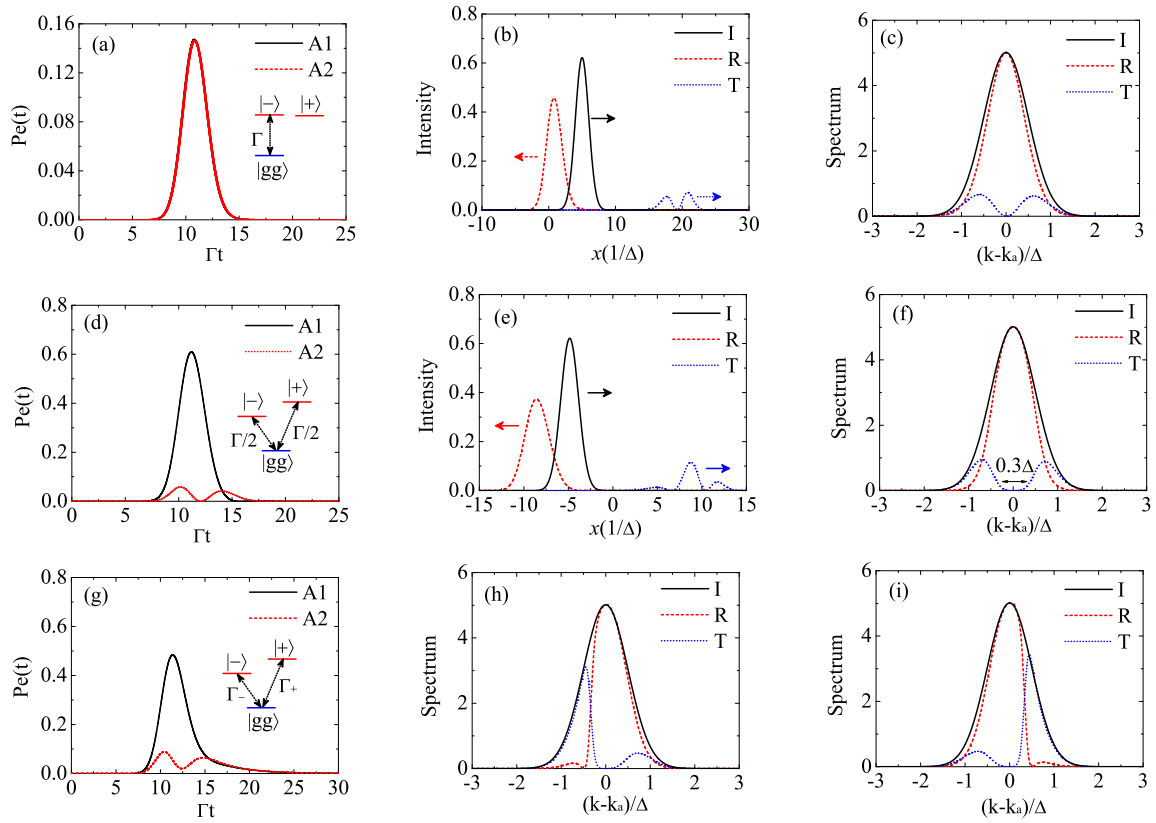 (a)
A1
A2
|−⟩ |+⟩
Γ
|gg⟩
Pe(t)
0.16
0.12
0.08
0.04
0.00
0 5 10 15 20 25
Γt
(b)
I
R
T
Intensity
0.8
0.6
0.4
0.2
0.0
-10 0 10 20 30
x(1/Δ)
(c)
I
R
T
Spectrum
6
4
2
0
-3 -2 -1 0 1 2 3
(k-kₐ)/Δ
(d)
A1
A2
|−⟩ |+⟩
Γ/2 Γ/2
|gg⟩
Pe(t)
0.8
0.6
0.4
0.2
0.0
0 5 10 15 20 25
Γt
(e)
I
R
T
Intensity
0.8
0.6
0.4
0.2
0.0
-15 -10 -5 0 5 10 15
x(1/Δ)
(f)
I
R
T
0.3Δ
Spectrum
6
4
2
0
-3 -2 -1 0 1 2 3
(k-kₐ)/Δ
(g)
A1
A2
|−⟩ |+⟩
Γ₋ Γ₊
|gg⟩
Pe(t)
0.8
0.6
0.4
0.2
0.0
0 5 10 15 20 25 30
Γt
(h)
I
R
T
Spectrum
6
4
2
0
-3 -2 -1 0 1 2 3
(k-kₐ)/Δ
(i)
I
R
T
Spectrum
6
4
2
0
-3 -2 -1 0 1 2 3
(k-kₐ)/Δ